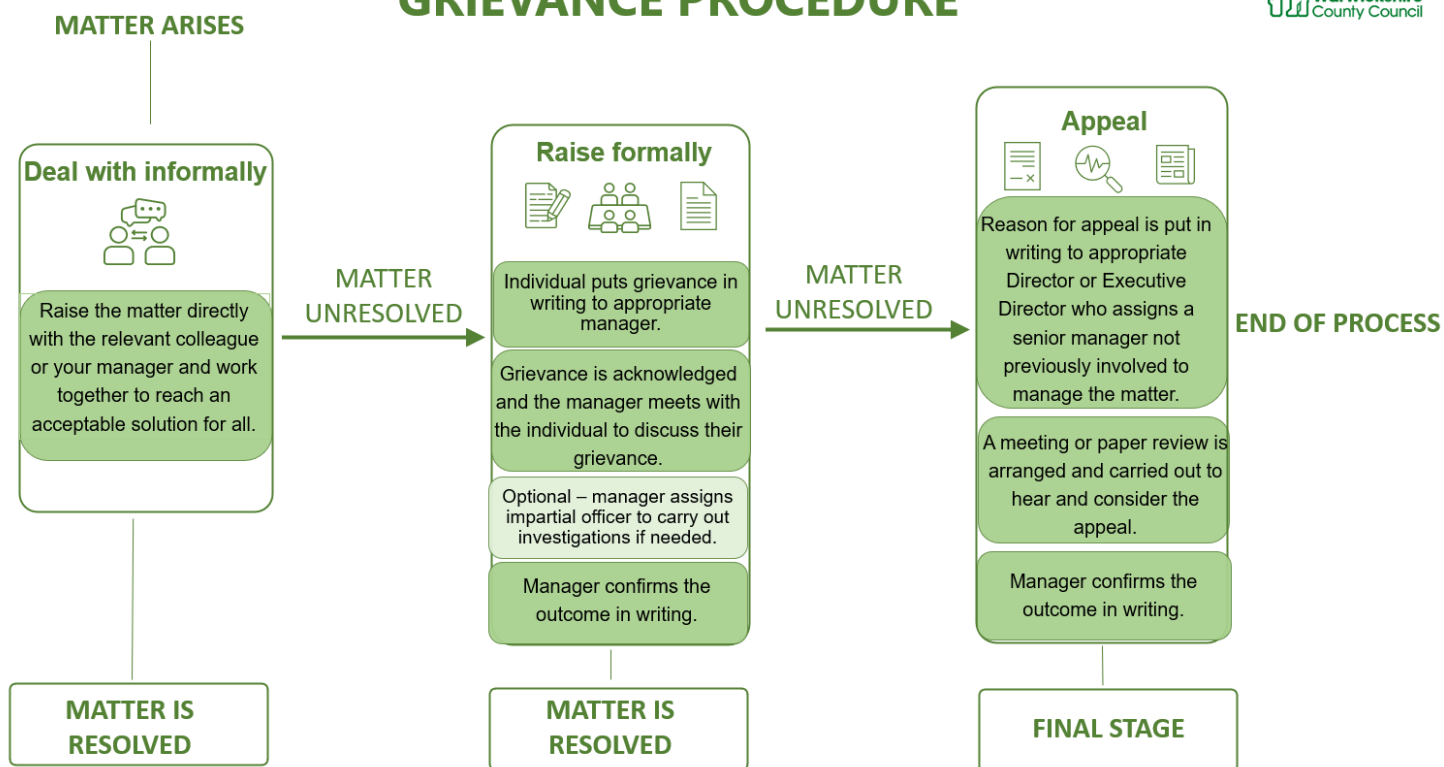 GRIEVANCE PROCEDURE
County Council
MATTER ARISES
Deal with informally
Raise the matter directly
with the relevant colleague
or your manager and work
together to reach an
acceptable solution for all.
MATTER IS
RESOLVED
MATTER
UNRESOLVED
Raise formally
Individual puts grievance in
writing to appropriate
manager.
Grievance is acknowledged
and the manager meets with
the individual to discuss their
grievance.
Optional – manager assigns
impartial officer to carry out
investigations if needed.
Manager confirms the
outcome in writing.
MATTER IS
RESOLVED
MATTER
UNRESOLVED
Appeal
Reason for appeal is put in
writing to appropriate
Director or Executive
Director who assigns a
senior manager not
previously involved to
manage the matter.
A meeting or paper review is
arranged and carried out to
hear and consider the
appeal.
Manager confirms the
outcome in writing.
FINAL STAGE
END OF PROCESS